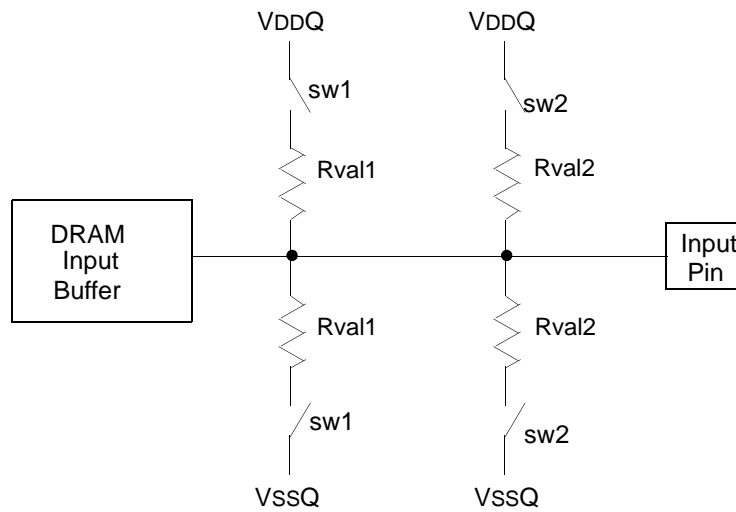 VDDQ
VDDQ
sw1
sw2
Rval1
Rval2
DRAM
Input
Buffer
Input
Pin
Rval1
Rval2
sw1
sw2
VSSQ
VSSQ